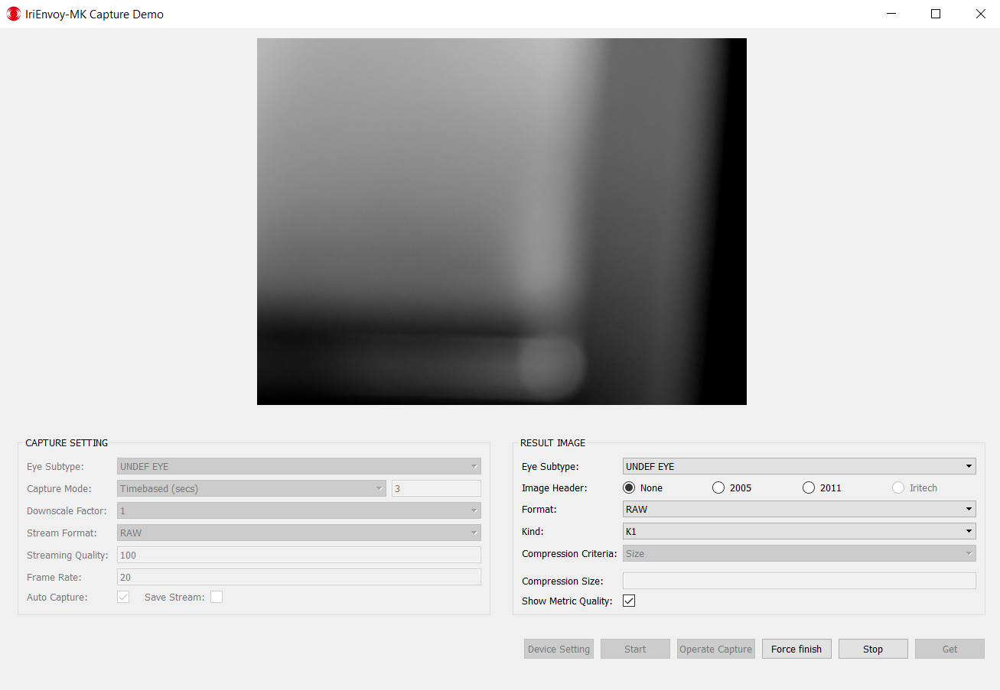 IriEnvoy-MK Capture Demo
CAPTURE SETTING
Eye Subtype: UNDEF EYE
Capture Mode: Timebased (secs) 3
Downscale Factor: 1
Stream Format: RAW
Streaming Quality: 100
Frame Rate: 20
Auto Capture: Save Stream:
RESULT IMAGE
Eye Subtype: UNDEF EYE
Image Header: None 2005 2011 Iritech
Format: RAW
Kind: K1
Compression Criteria: Size
Compression Size:
Show Metric Quality:
Device Setting Start Operate Capture Force finish Stop Get